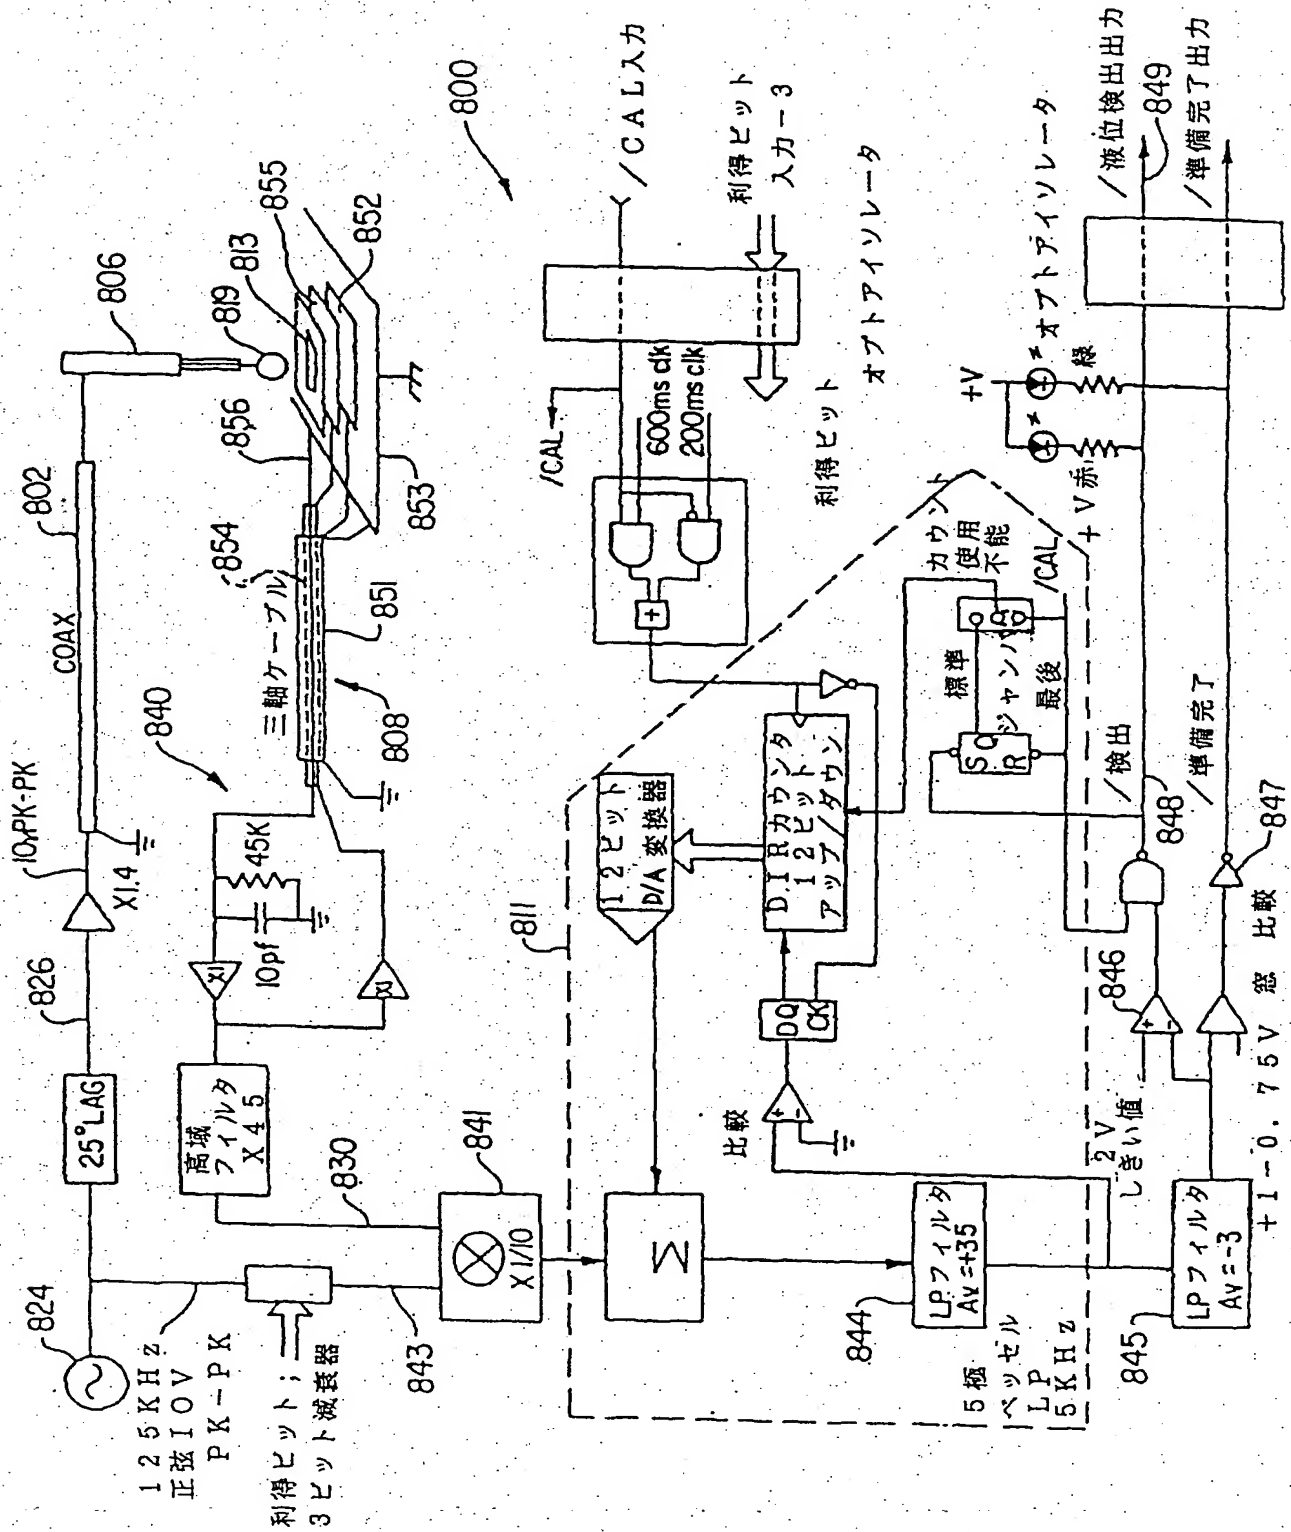 824
125KHz
正弦10V
PK-PK
25°LAG
826
X1.4
10VPK-PK
COAX
802
806
819
813
855
852
853
856
854
三軸ケーブル
851
808
840
45K
10pf
X1
X1
高域
フィルタ
X45
830
利得ビット;
3ビット減衰器
843
841
X1/10
800
/CAL入力
利得ビット
入力-3
オプトアイソレータ
利得ビット
/CAL
600ms clk
200ms clk
+
811
12ビット
D/A 変換器
DIRカウンタ
12ビット
アップ/ダウン
DQ
CK
比較
+
-
Σ
844
LPフィルタ
Av=+35
5極
ベッゼル
LP
5KHz
カウント
使用
不能
標準
ジャンパ
最後
/CAL
S Q
R
845
LPフィルタ
Av=-3
2V
しきい値
846
+
-
+1-0.75V 窓 比較
847
848
/検出
/準備完了
+V赤
+V
緑
オプトアイソレータ
/液位検出出力
849
/準備完了出力